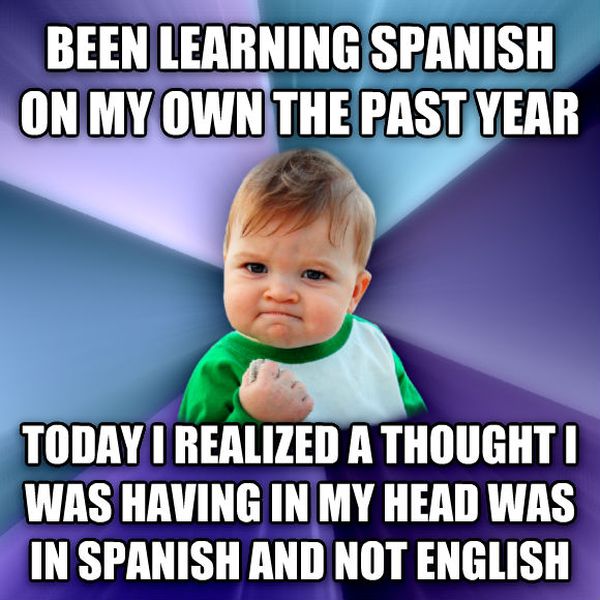 BEEN LEARNING SPANISH
ON MY OWN THE PAST YEAR
TODAY I REALIZED A THOUGHT I
WAS HAVING IN MY HEAD WAS
IN SPANISH AND NOT ENGLISH